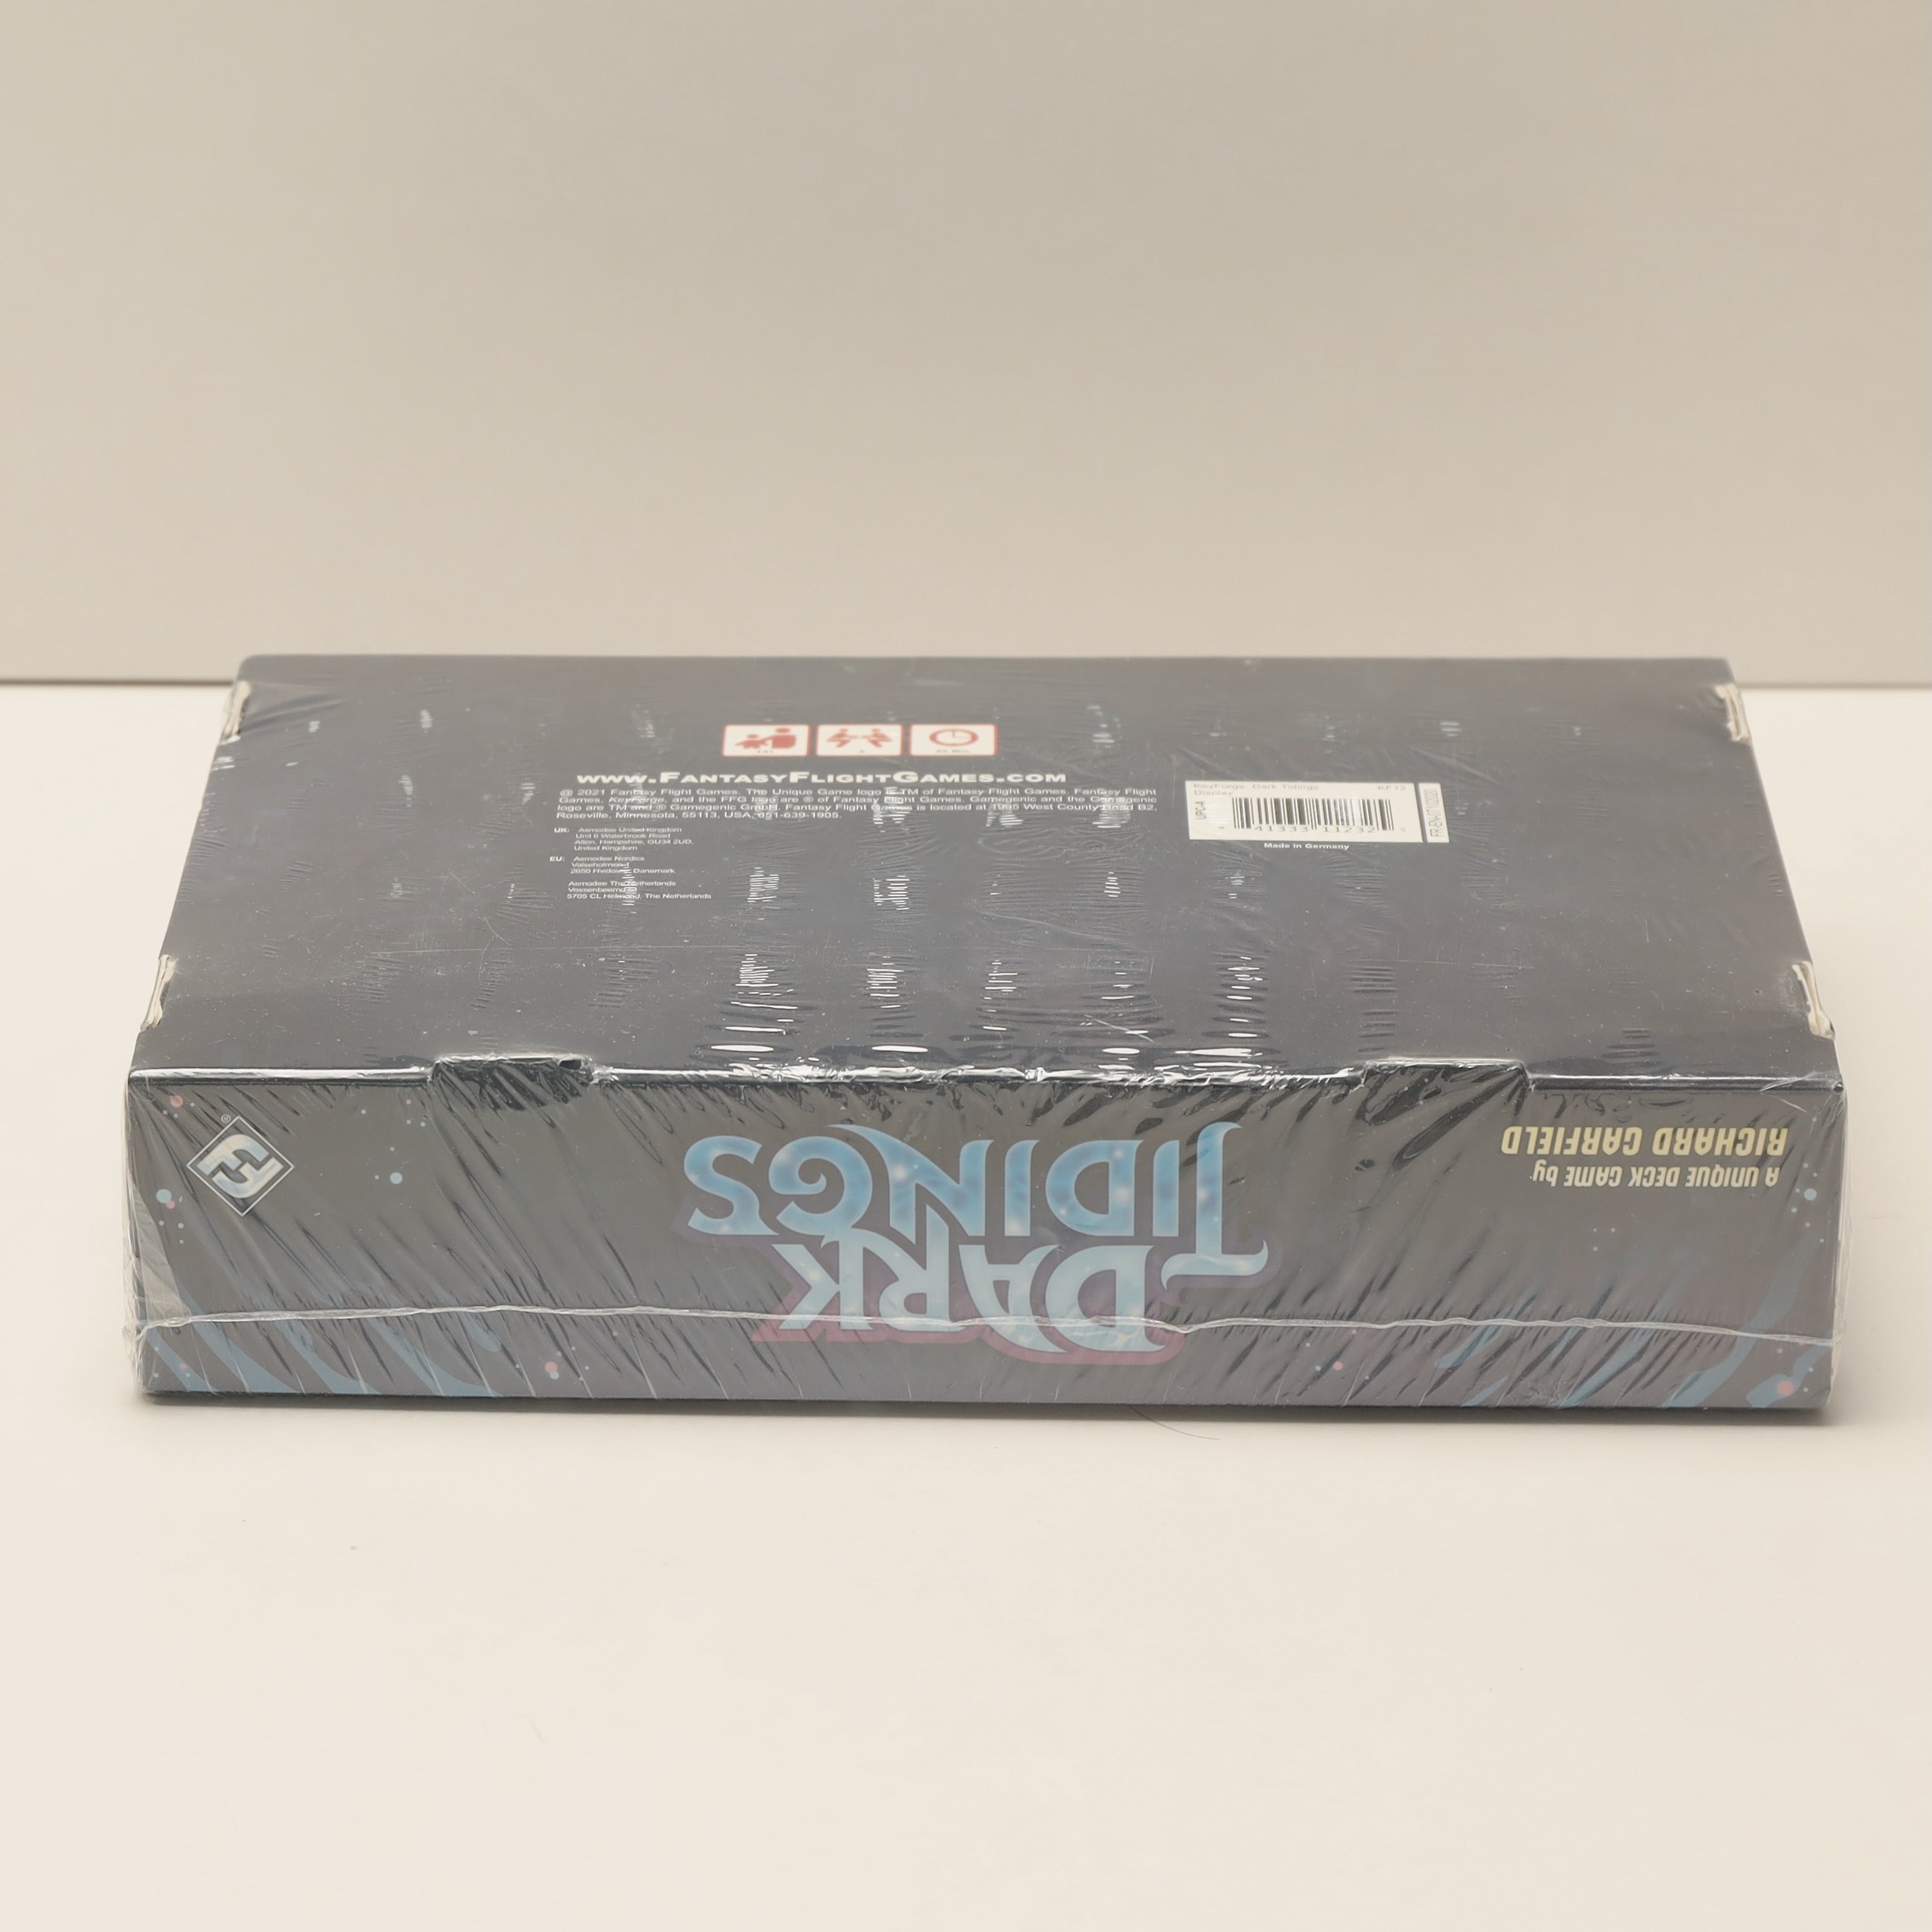 www.FantasyFlightGames.com
© 2021 Fantasy Flight Games. The Unique Game logo is TM of Fantasy Flight Games. Fantasy Flight
Games, KeyForge, and the FFG logo are ® of Fantasy Flight Games. Gamegenic and the Gamegenic
logo are TM and ® Gamegenic GmbH. Fantasy Flight Games is located at 1995 West County Road B2,
Roseville, Minnesota, 55113, USA, 651-639-1905.
UK: Asmodee United Kingdom
Unit 6 Waterbrook Road
Alton, Hampshire, GU34 2UD,
United Kingdom
EU: Asmodee Nordics
2650 Hvidovre, Danemark
Asmodee The Netherlands
5705 CL Helmond, The Netherlands
KeyForge: Dark Tidings KF12
Display
UPC-A
41333 11232
Made in Germany
A UNIQUE DECK GAME by
RICHARD GARFIELD
DARK
TIDINGS
®